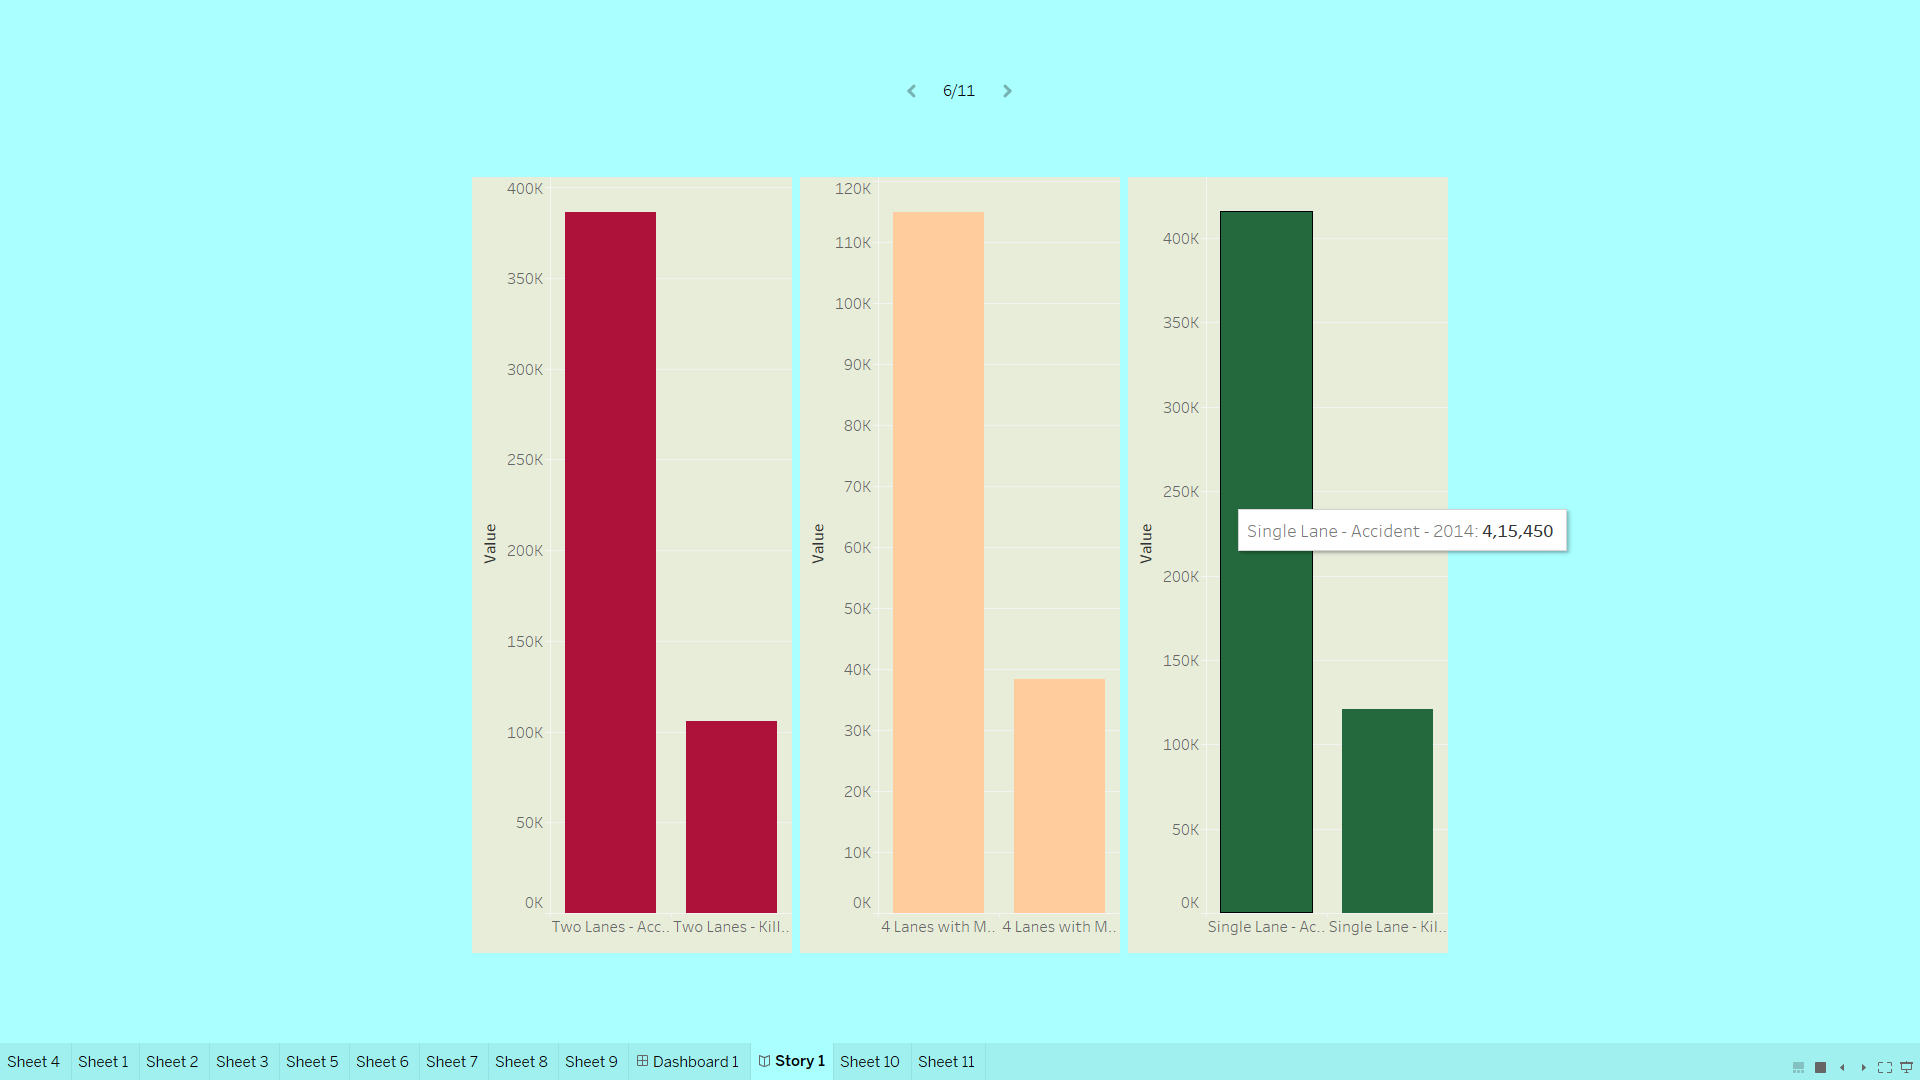 6/11
400K
350K
300K
250K
200K
150K
100K
50K
0K
Value
Two Lanes - Acc..
Two Lanes - Kill..
120K
110K
100K
90K
80K
70K
60K
50K
40K
30K
20K
10K
0K
Value
4 Lanes with M..
4 Lanes with M..
400K
350K
300K
250K
200K
150K
100K
50K
0K
Value
Single Lane - Ac..
Single Lane - Kil..
Single Lane - Accident - 2014: 4,15,450
Sheet 4
Sheet 1
Sheet 2
Sheet 3
Sheet 5
Sheet 6
Sheet 7
Sheet 8
Sheet 9
Dashboard 1
Story 1
Sheet 10
Sheet 11